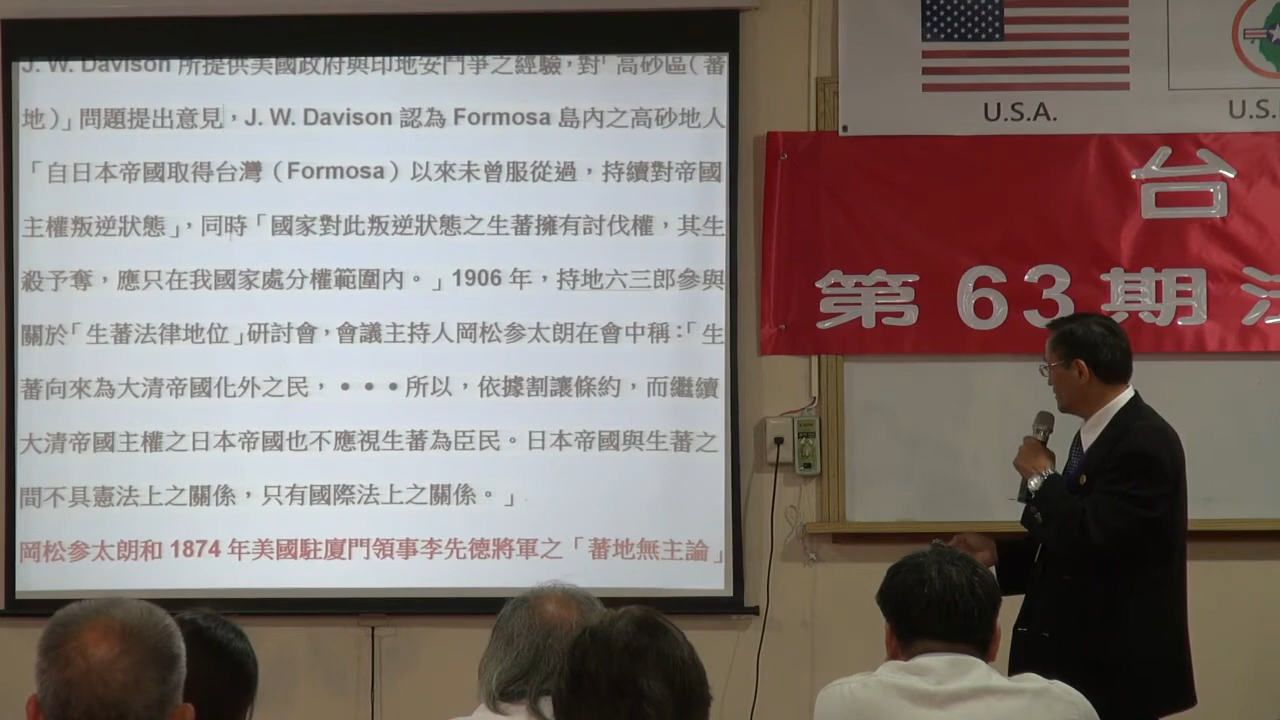 J. W. Davison 所提供美國政府與印地安鬥爭之經驗，對「高砂區（蕃
地）」問題提出意見，J. W. Davison 認為 Formosa 島內之高砂地人
「自日本帝國取得台灣（Formosa）以來未曾服從過，持續對帝國
主權叛逆狀態」，同時「國家對此叛逆狀態之生蕃擁有討伐權，其生
殺予奪，應只在我國家處分權範圍內。」1906 年，持地六三郎參與
關於「生蕃法律地位」研討會，會議主持人岡松参太朗在會中稱：「生
蕃向來為大清帝國化外之民，•••所以，依據割讓條約，而繼續
大清帝國主權之日本帝國也不應視生蕃為臣民。日本帝國與生蕃之
間不具憲法上之關係，只有國際法上之關係。」
岡松参太朗和 1874 年美國駐廈門領事李先德將軍之「蕃地無主論」
U.S.A.
U.S.
台
第 63 期